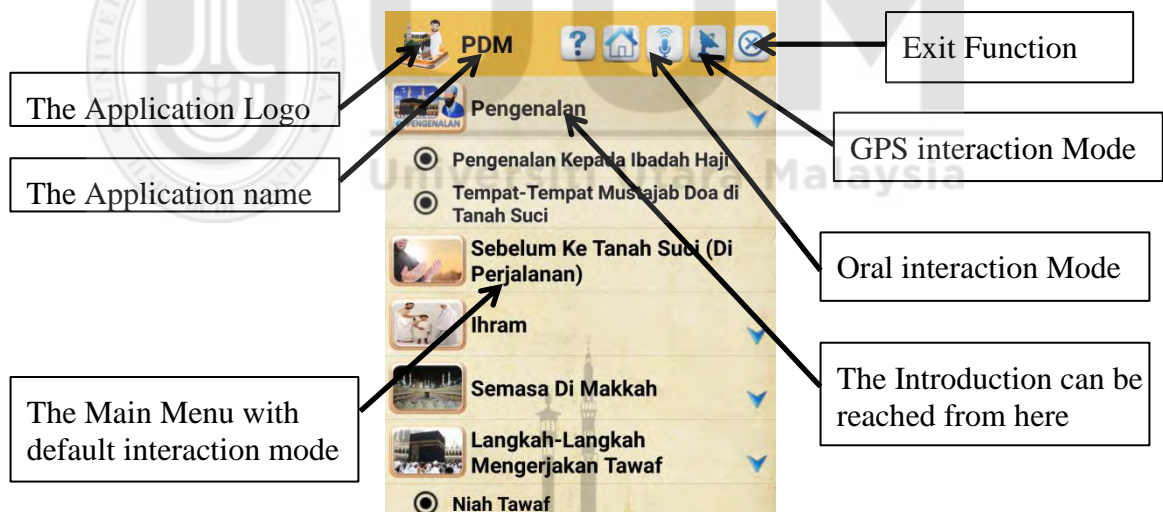 PDM
?
Exit Function
The Application Logo
Pengenalan
PENGENALAN
GPS interaction Mode
The Application name
Pengenalan Kepada Ibadah Haji
Tempat-Tempat Mustajab Doa di
Tanah Suci
Universiti Utara Malaysia
Sebelum Ke Tanah Suci (Di
Perjalanan)
Oral interaction Mode
Ihram
The Introduction can be
reached from here
Semasa Di Makkah
The Main Menu with
default interaction mode
Langkah-Langkah
Mengerjakan Tawaf
Niah Tawaf